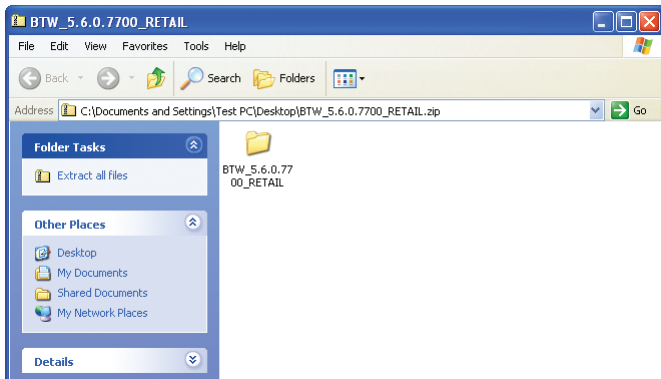 BTW_5.6.0.7700_RETAIL
File Edit View Favorites Tools Help
Back Search Folders
Address C:\Documents and Settings\Test PC\Desktop\BTW_5.6.0.7700_RETAIL.zip Go
Folder Tasks
Extract all files
BTW_5.6.0.77
00_RETAIL
Other Places
Desktop
My Documents
Shared Documents
My Network Places
Details